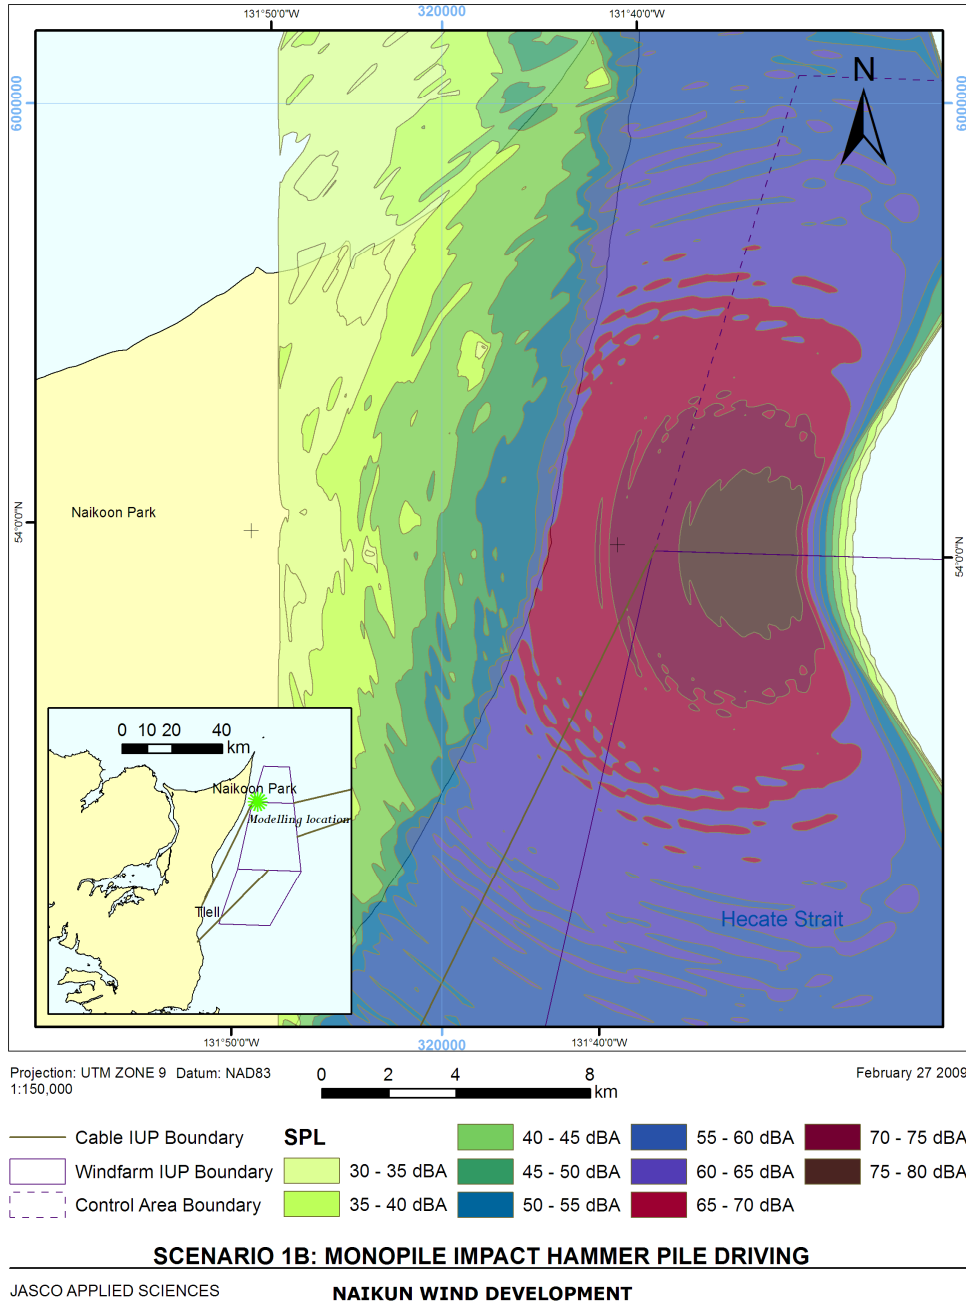 131°50'0"W
320000
131°40'0"W
6000000
6000000
N
Naikoon Park
54°0'0"N
54°0'0"N
0 10 20 40
km
Naikoon Park
Modelling location
Tlell
Hecate Strait
131°50'0"W
320000
131°40'0"W
Projection: UTM ZONE 9 Datum: NAD83
1:150,000
0 2 4 8
km
February 27 2009
Cable IUP Boundary
Windfarm IUP Boundary
Control Area Boundary
SPL
30 - 35 dBA
35 - 40 dBA
40 - 45 dBA
45 - 50 dBA
50 - 55 dBA
55 - 60 dBA
60 - 65 dBA
65 - 70 dBA
70 - 75 dBA
75 - 80 dBA
SCENARIO 1B: MONOPILE IMPACT HAMMER PILE DRIVING
JASCO APPLIED SCIENCES
NAIKUN WIND DEVELOPMENT